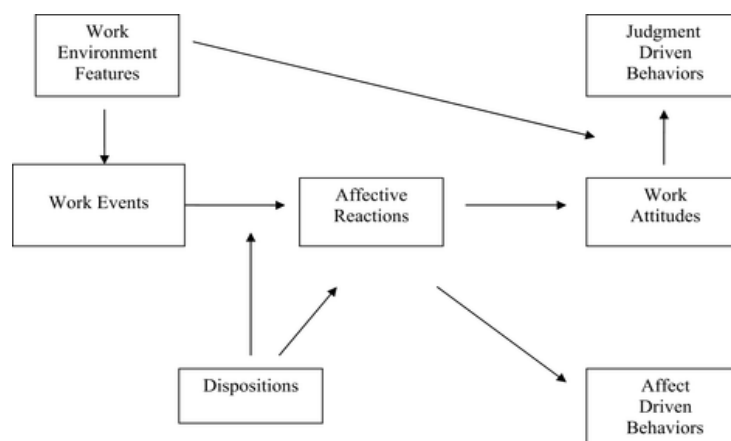 Work
Environment
Features
Judgment
Driven
Behaviors
Work Events
Affective
Reactions
Work
Attitudes
Dispositions
Affect
Driven
Behaviors